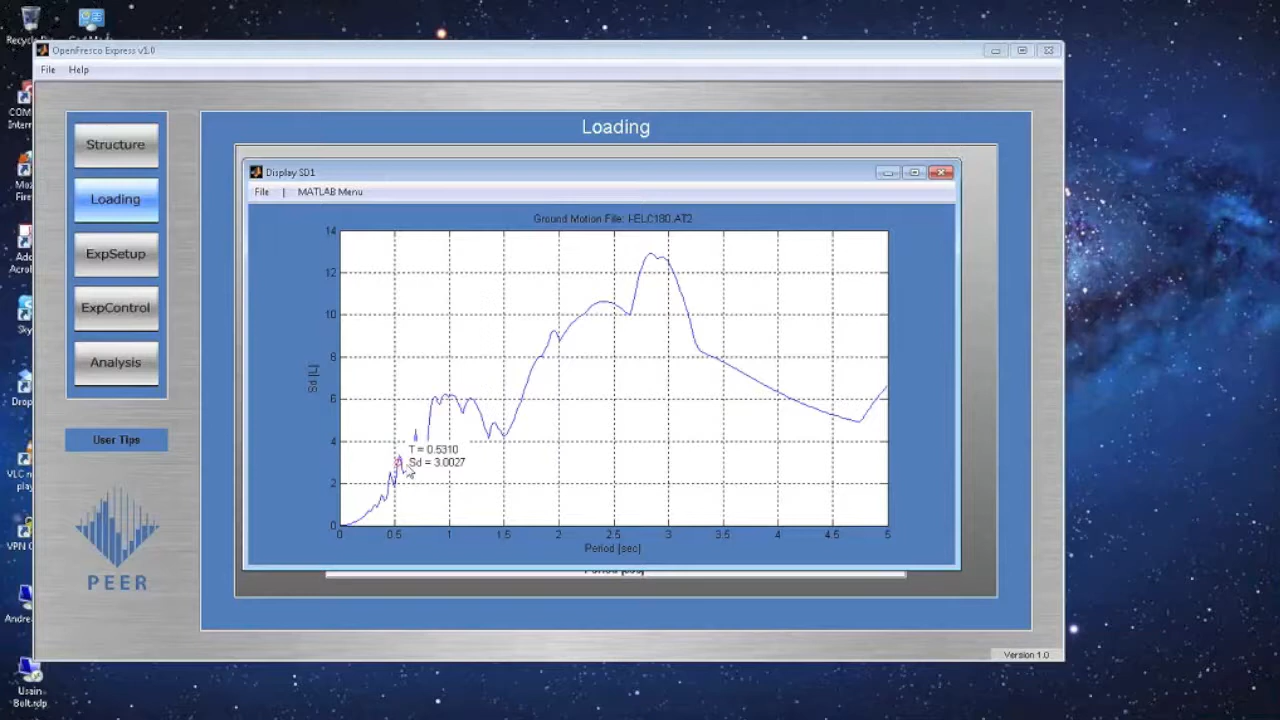 OpenFresco Express v1.0
File Help
Loading
Structure
Loading
ExpSetup
ExpControl
Analysis
User Tips
PEER
Display SD1
File | MATLAB Menu
Ground Motion File: I-ELC180.AT2
14
12
10
8
6
4
2
0
Sd [L]
T = 0.5310
Sd = 3.0027
0 0.5 1 1.5 2 2.5 3 3.5 4 4.5 5
Period [sec]
Version 1.0
Usain
Bolt.rdp